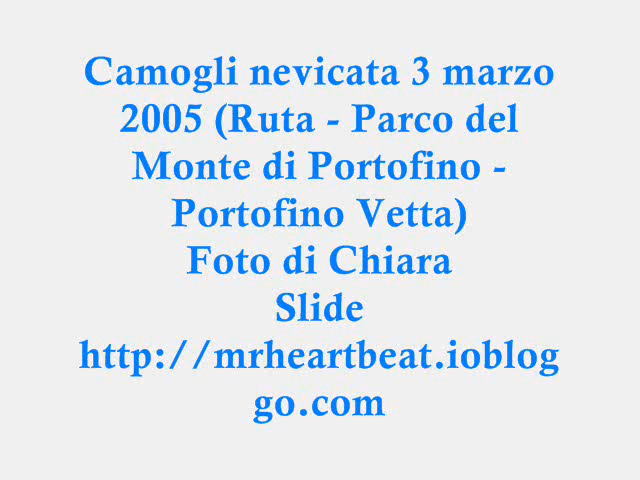 Camogli nevicata 3 marzo
2005 (Ruta - Parco del
Monte di Portofino -
Portofino Vetta)
Foto di Chiara
Slide
http://mrheartbeat.ioblog
go.com